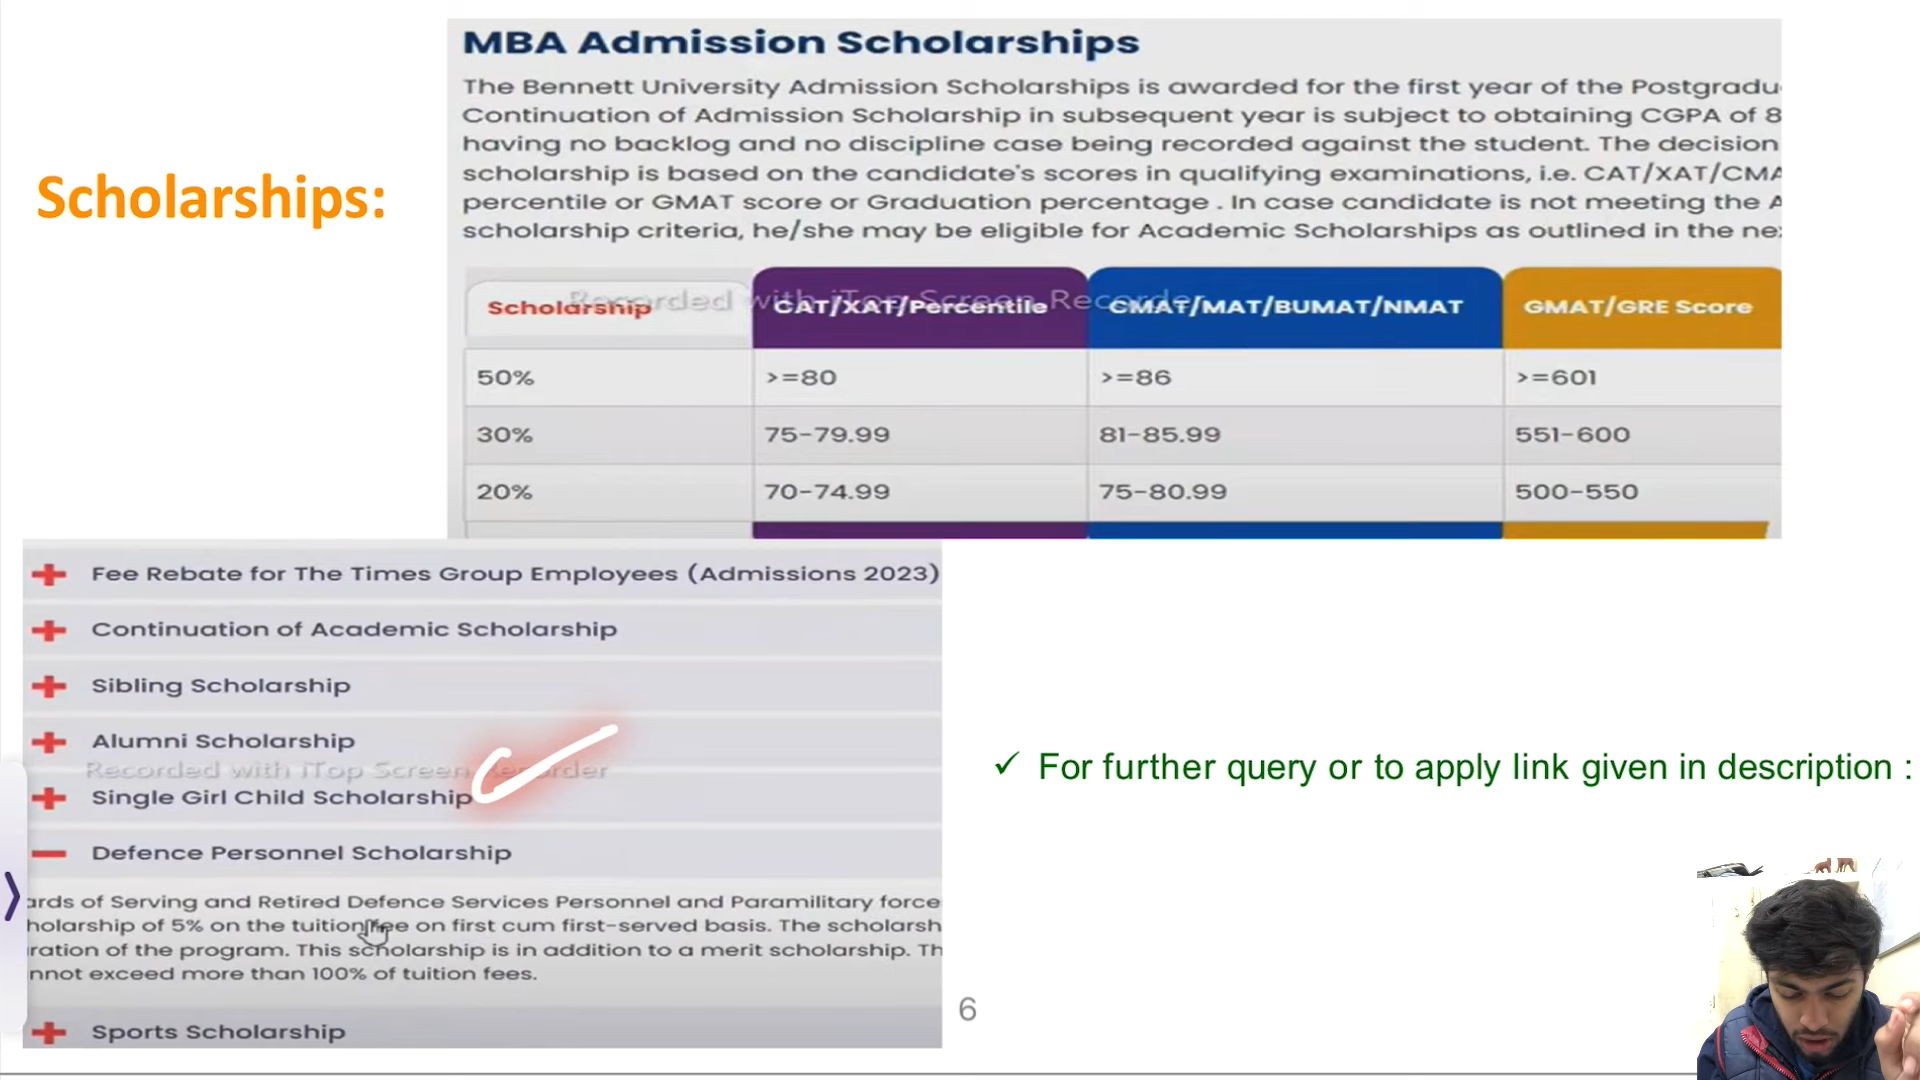 MBA Admission Scholarships
The Bennett University Admission Scholarships is awarded for the first year of the Postgradu
Continuation of Admission Scholarship in subsequent year is subject to obtaining CGPA of 8
having no backlog and no discipline case being recorded against the student. The decision
scholarship is based on the candidate's scores in qualifying examinations, i.e. CAT/XAT/CMA
percentile or GMAT score or Graduation percentage . In case candidate is not meeting the A
scholarship criteria, he/she may be eligible for Academic Scholarships as outlined in the ne
Scholarships:
Recorded with iTop Screen Recorder
Scholarship CAT/XAT/Percentile CMAT/MAT/BUMAT/NMAT GMAT/GRE Score
50% >=80 >=86 >=601
30% 75-79.99 81-85.99 551-600
20% 70-74.99 75-80.99 500-550
Fee Rebate for The Times Group Employees (Admissions 2023)
Continuation of Academic Scholarship
Sibling Scholarship
Alumni Scholarship
Recorded with iTop Screen Recorder
Single Girl Child Scholarship
Defence Personnel Scholarship
ards of Serving and Retired Defence Services Personnel and Paramilitary force
holarship of 5% on the tuition fee on first cum first-served basis. The scholarsh
ration of the program. This scholarship is in addition to a merit scholarship. Th
nnot exceed more than 100% of tuition fees.
Sports Scholarship
✓ For further query or to apply link given in description :
6